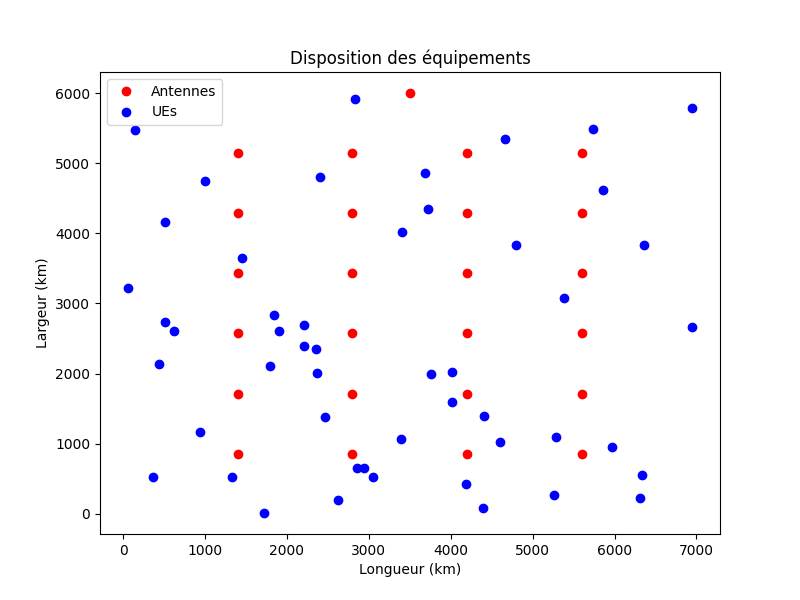 Disposition des équipements
Antennes
UEs
6000
5000
4000
3000
2000
1000
0
Largeur (km)
0 1000 2000 3000 4000 5000 6000 7000
Longueur (km)